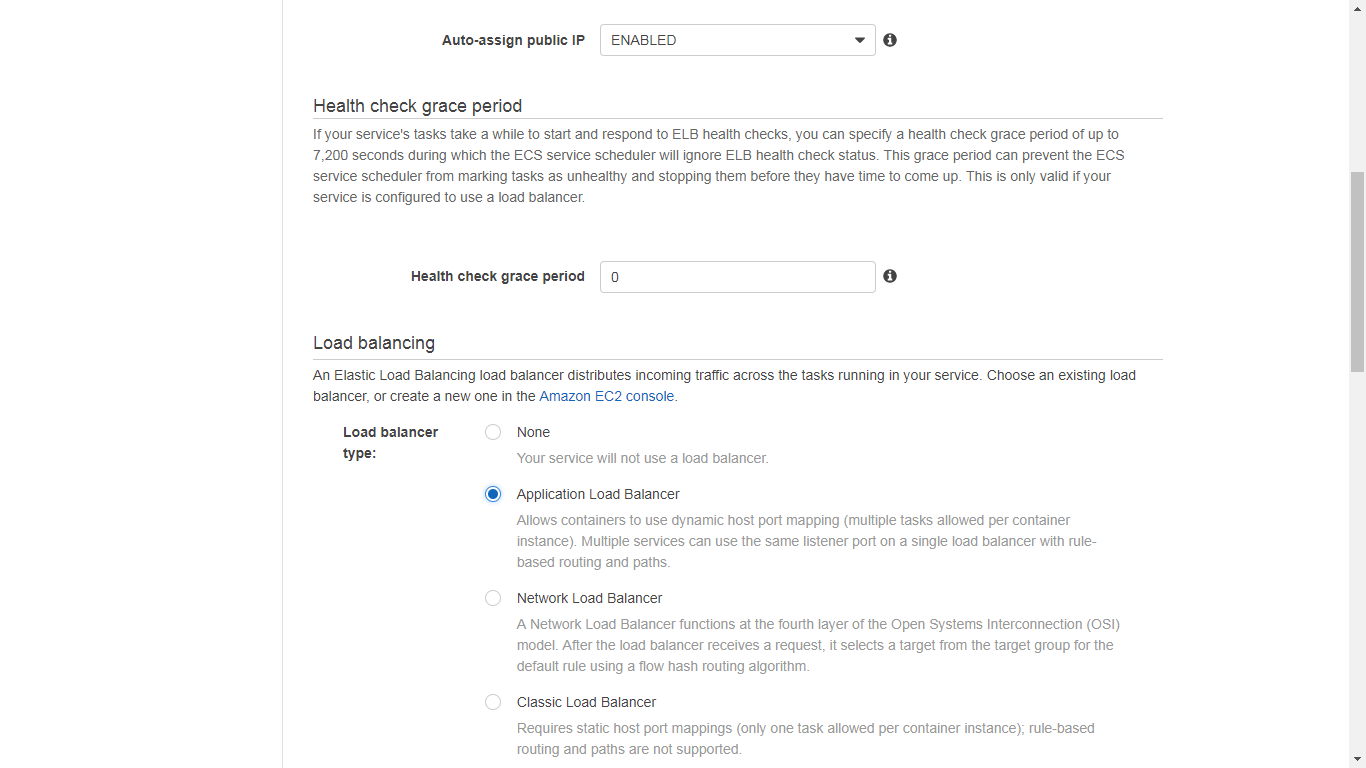 Auto-assign public IP ENABLED
Health check grace period
If your service's tasks take a while to start and respond to ELB health checks, you can specify a health check grace period of up to
7,200 seconds during which the ECS service scheduler will ignore ELB health check status. This grace period can prevent the ECS
service scheduler from marking tasks as unhealthy and stopping them before they have time to come up. This is only valid if your
service is configured to use a load balancer.
Health check grace period 0
Load balancing
An Elastic Load Balancing load balancer distributes incoming traffic across the tasks running in your service. Choose an existing load
balancer, or create a new one in the Amazon EC2 console.
Load balancer
type:
None
Your service will not use a load balancer.
Application Load Balancer
Allows containers to use dynamic host port mapping (multiple tasks allowed per container
instance). Multiple services can use the same listener port on a single load balancer with rule-
based routing and paths.
Network Load Balancer
A Network Load Balancer functions at the fourth layer of the Open Systems Interconnection (OSI)
model. After the load balancer receives a request, it selects a target from the target group for the
default rule using a flow hash routing algorithm.
Classic Load Balancer
Requires static host port mappings (only one task allowed per container instance); rule-based
routing and paths are not supported.